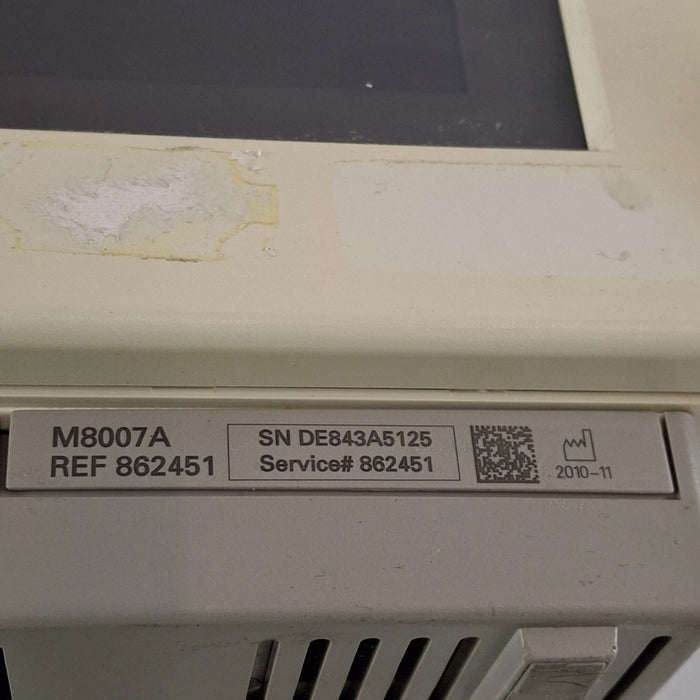 M8007A
REF 862451
SN DE843A5125
Service# 862451
2010-11